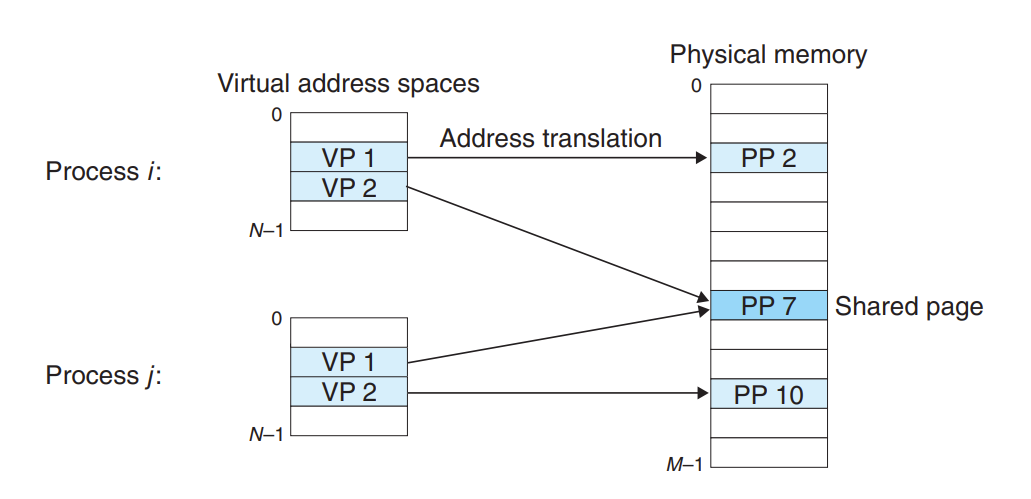 Physical memory
Virtual address spaces
0
0
Address translation
VP 1
PP 2
Process i:
VP 2
N–1
PP 7
Shared page
0
VP 1
Process j:
VP 2
PP 10
N–1
M–1